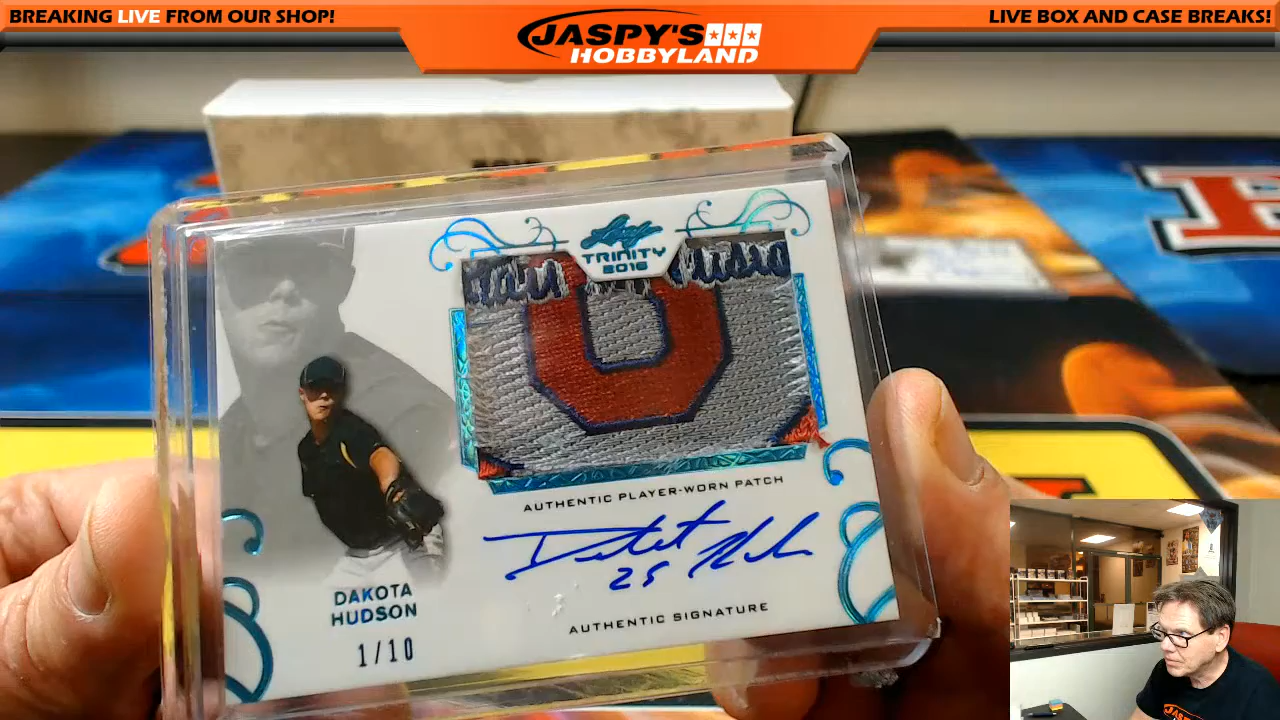 BREAKING LIVE FROM OUR SHOP!
JASPY'S
HOBBYLAND
LIVE BOX AND CASE BREAKS!
Leaf
TRINITY
2016
AUTHENTIC PLAYER-WORN PATCH
25
AUTHENTIC SIGNATURE
DAKOTA
HUDSON
1/10
JASPY'S